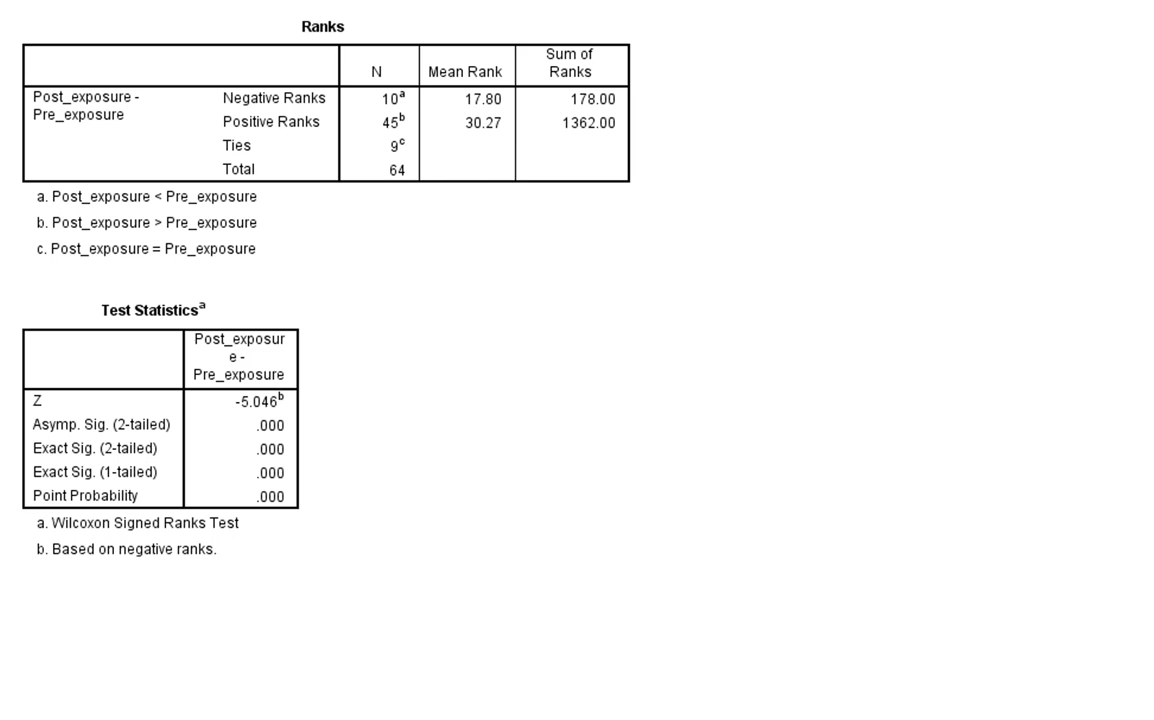 Ranks
N Mean Rank Sum of Ranks
Post_exposure - Pre_exposure Negative Ranks 10a 17.80 178.00
Positive Ranks 45b 30.27 1362.00
Ties 9c
Total 64
a. Post_exposure < Pre_exposure
b. Post_exposure > Pre_exposure
c. Post_exposure = Pre_exposure
Test Statisticsa
Post_exposur
e -
Pre_exposure
Z -5.046b
Asymp. Sig. (2-tailed) .000
Exact Sig. (2-tailed) .000
Exact Sig. (1-tailed) .000
Point Probability .000
a. Wilcoxon Signed Ranks Test
b. Based on negative ranks.